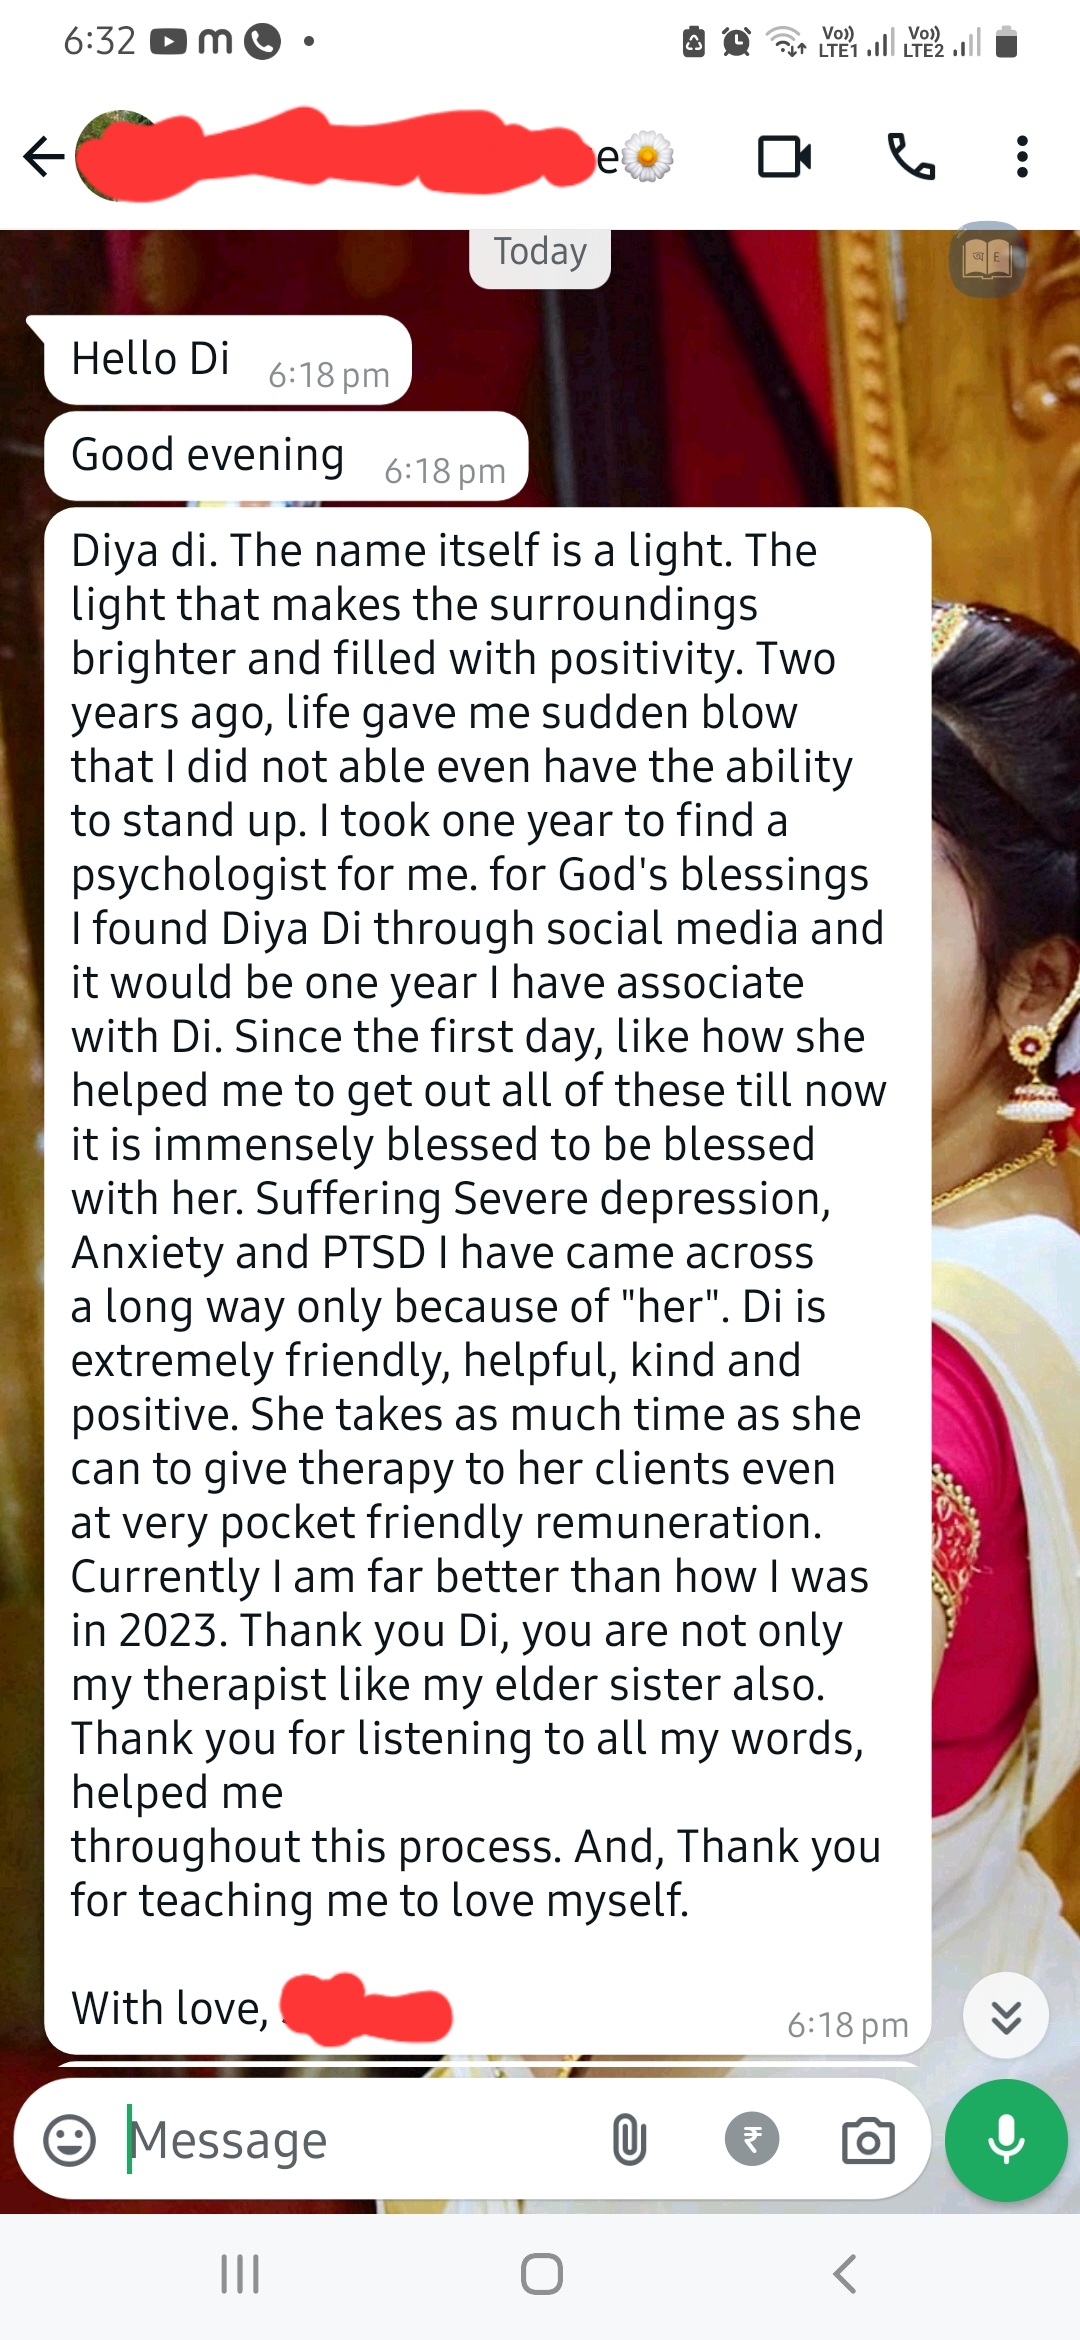 6:32
Vo)) LTE1 Vo)) LTE2
e
Today
অ E
Hello Di 6:18 pm
Good evening 6:18 pm
Diya di. The name itself is a light. The
light that makes the surroundings
brighter and filled with positivity. Two
years ago, life gave me sudden blow
that I did not able even have the ability
to stand up. I took one year to find a
psychologist for me. for God's blessings
I found Diya Di through social media and
it would be one year I have associate
with Di. Since the first day, like how she
helped me to get out all of these till now
it is immensely blessed to be blessed
with her. Suffering Severe depression,
Anxiety and PTSD I have came across
a long way only because of "her". Di is
extremely friendly, helpful, kind and
positive. She takes as much time as she
can to give therapy to her clients even
at very pocket friendly remuneration.
Currently I am far better than how I was
in 2023. Thank you Di, you are not only
my therapist like my elder sister also.
Thank you for listening to all my words,
helped me
throughout this process. And, Thank you
for teaching me to love myself.
With love,
6:18 pm
Message
₹